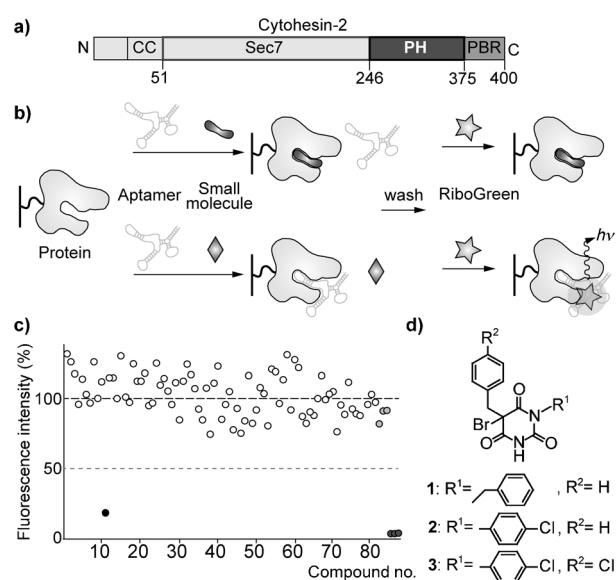 Cytohesin-2
a)
N CC Sec7 PH PBR C
51 246 375 400
b)
Aptamer Small molecule wash RiboGreen
Protein
hν
c)
Fluorescence intensity (%)
100
50
0
10 20 30 40 50 60 70 80
Compound no.
d)
R²
Br O O N R¹
O NH O
1: R¹= , R²= H
2: R¹= Cl, R²= H
3: R¹= Cl, R²= Cl